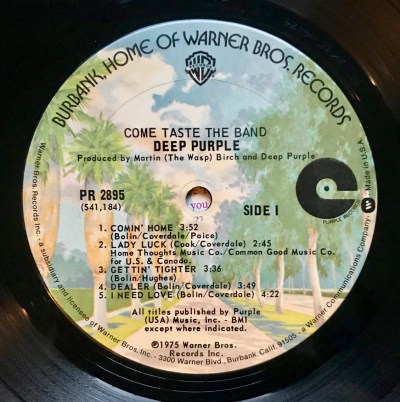 BURBANK, HOME OF WARNER BROS. RECORDS
COME TASTE THE BAND
DEEP PURPLE
Produced by Martin (The Wasp) Birch and Deep Purple
PR 2895
(S41,184)
you
SIDE 1
PURPLE RECORDS
1. COMIN' HOME 3:52
(Bolin/Coverdale/Paice)
2. LADY LUCK (Cook/Coverdale) 2:45
Home Thoughts Music Co./Common Good Music Co.
for U.S. & Canada.
3. GETTIN' TIGHTER 3:36
(Bolin/Hughes)
4. DEALER (Bolin/Coverdale) 3:49
5. I NEED LOVE (Bolin/Coverdale) 4:22
All titles published by Purple
(USA) Music, Inc. - BMI
except where indicated.
℗1975 Warner Bros.
Records Inc.
Warner Bros. Records Inc., a subsidiary and licensee of Warner Bros. Inc. - 3300 Warner Blvd., Burbank, Calif. 91505 - a Warner Communications Company. Made in U.S.A.